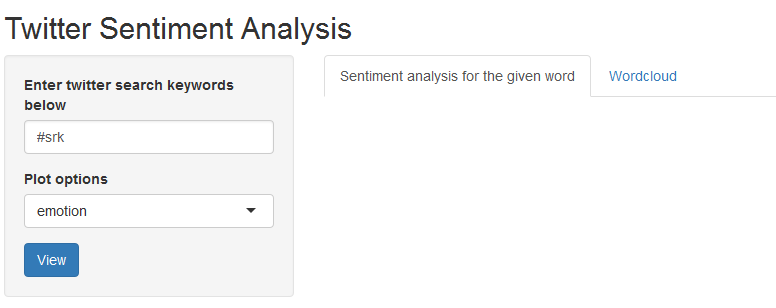 Twitter Sentiment Analysis
Enter twitter search keywords
below
#srk
Plot options
emotion
View
Sentiment analysis for the given word
Wordcloud